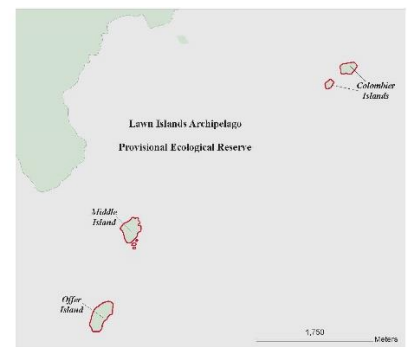 Colombier
Islands
Lawn Islands Archipelago
Provisional Ecological Reserve
Middle
Island
Offer
Island
1,750
Meters